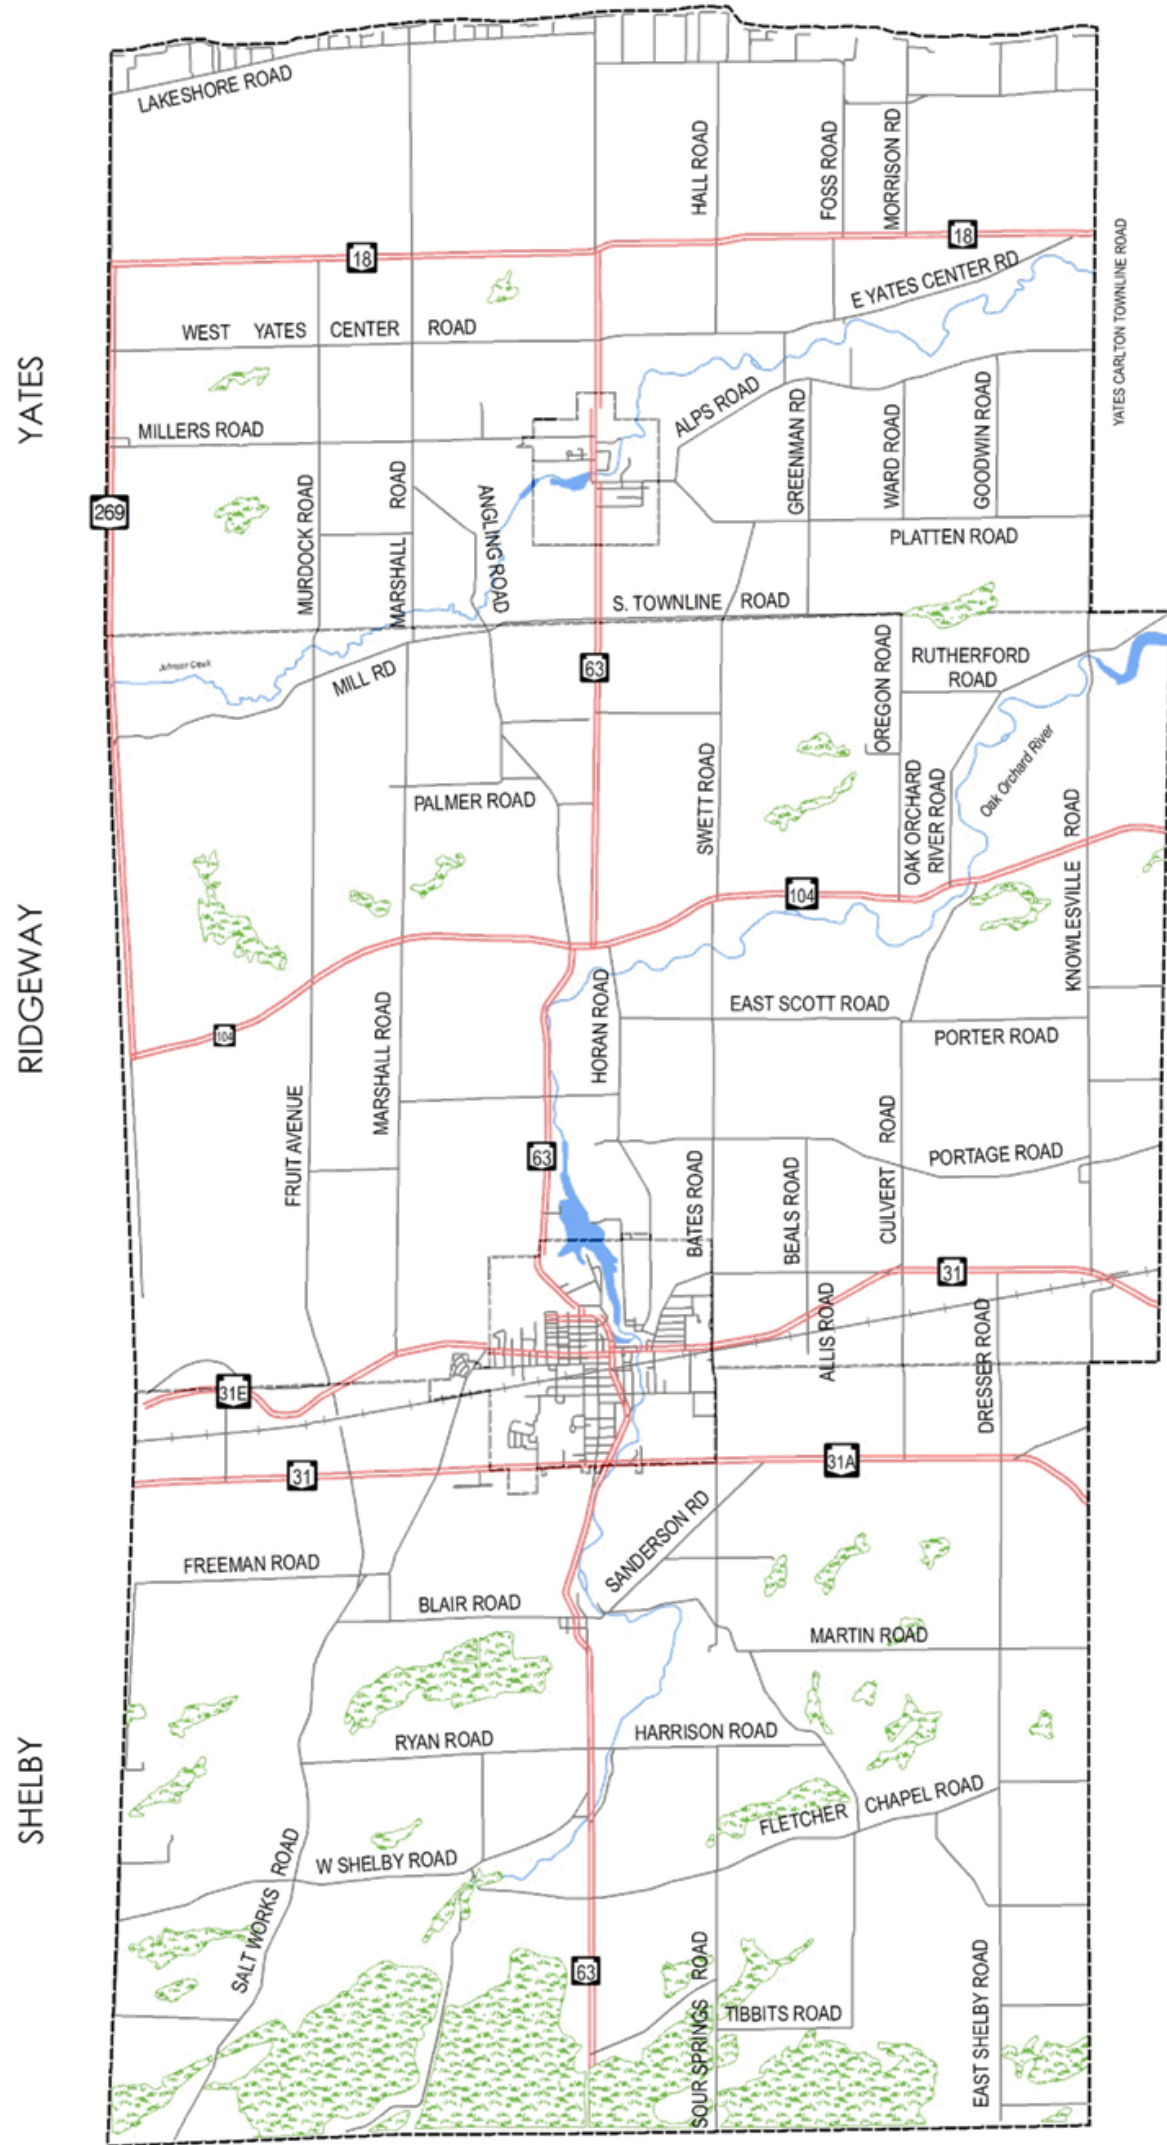 LAKESHORE ROAD
HALL ROAD
FOSS ROAD
MORRISON RD
18
18
E YATES CENTER RD
YATES CARLTON TOWNLINE ROAD
WEST YATES CENTER ROAD
YATES
MILLERS ROAD
ALPS ROAD
GREENMAN RD
WARD ROAD
GOODWIN ROAD
269
MURDOCK ROAD
MARSHALL ROAD
ANGLING ROAD
PLATTEN ROAD
S. TOWNLINE ROAD
Johnson Creek
MILL RD
63
OREGON ROAD
RUTHERFORD
ROAD
SWETT ROAD
OAK ORCHARD
RIVER ROAD
Oak Orchard River
KNOWLESVILLE ROAD
PALMER ROAD
104
RIDGEWAY
104
MARSHALL ROAD
HORAN ROAD
EAST SCOTT ROAD
PORTER ROAD
FRUIT AVENUE
63
BATES ROAD
BEALS ROAD
CULVERT ROAD
PORTAGE ROAD
31
ALLIS ROAD
DRESSER ROAD
31E
31
31A
SANDERSON RD
FREEMAN ROAD
BLAIR ROAD
MARTIN ROAD
SHELBY
RYAN ROAD
HARRISON ROAD
FLETCHER CHAPEL ROAD
W SHELBY ROAD
SALT WORKS ROAD
63
SOUR SPRINGS ROAD
TIBBITS ROAD
EAST SHELBY ROAD